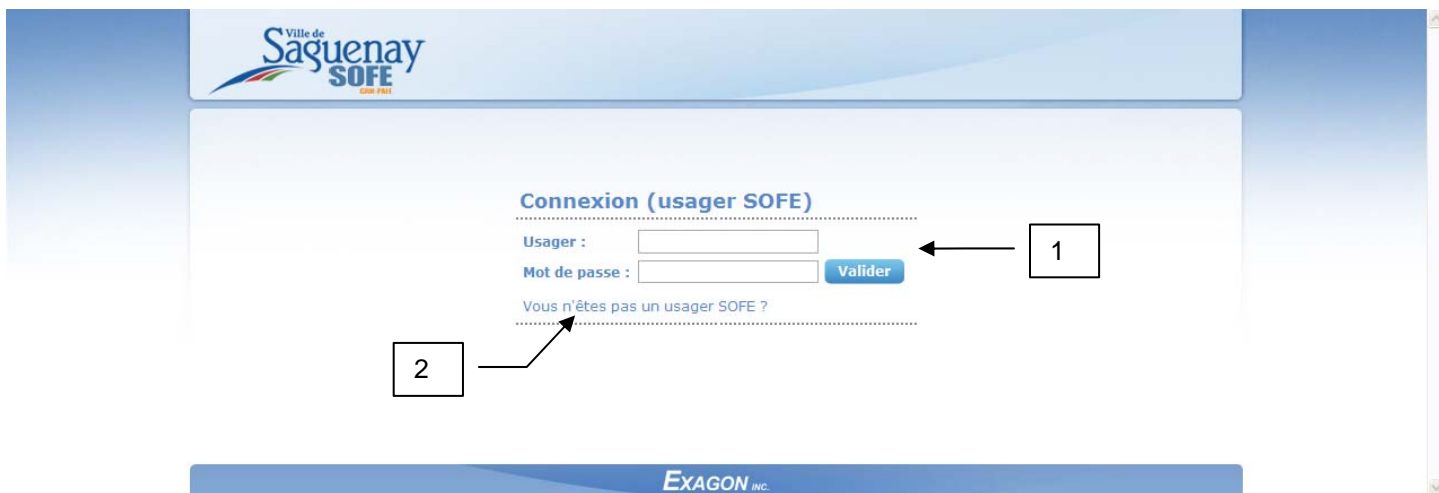 Ville de
Saguenay
SOFE
Connexion (usager SOFE)
Usager :
1
Mot de passe :
Valider
Vous n'êtes pas un usager SOFE ?
2
EXAGON INC.